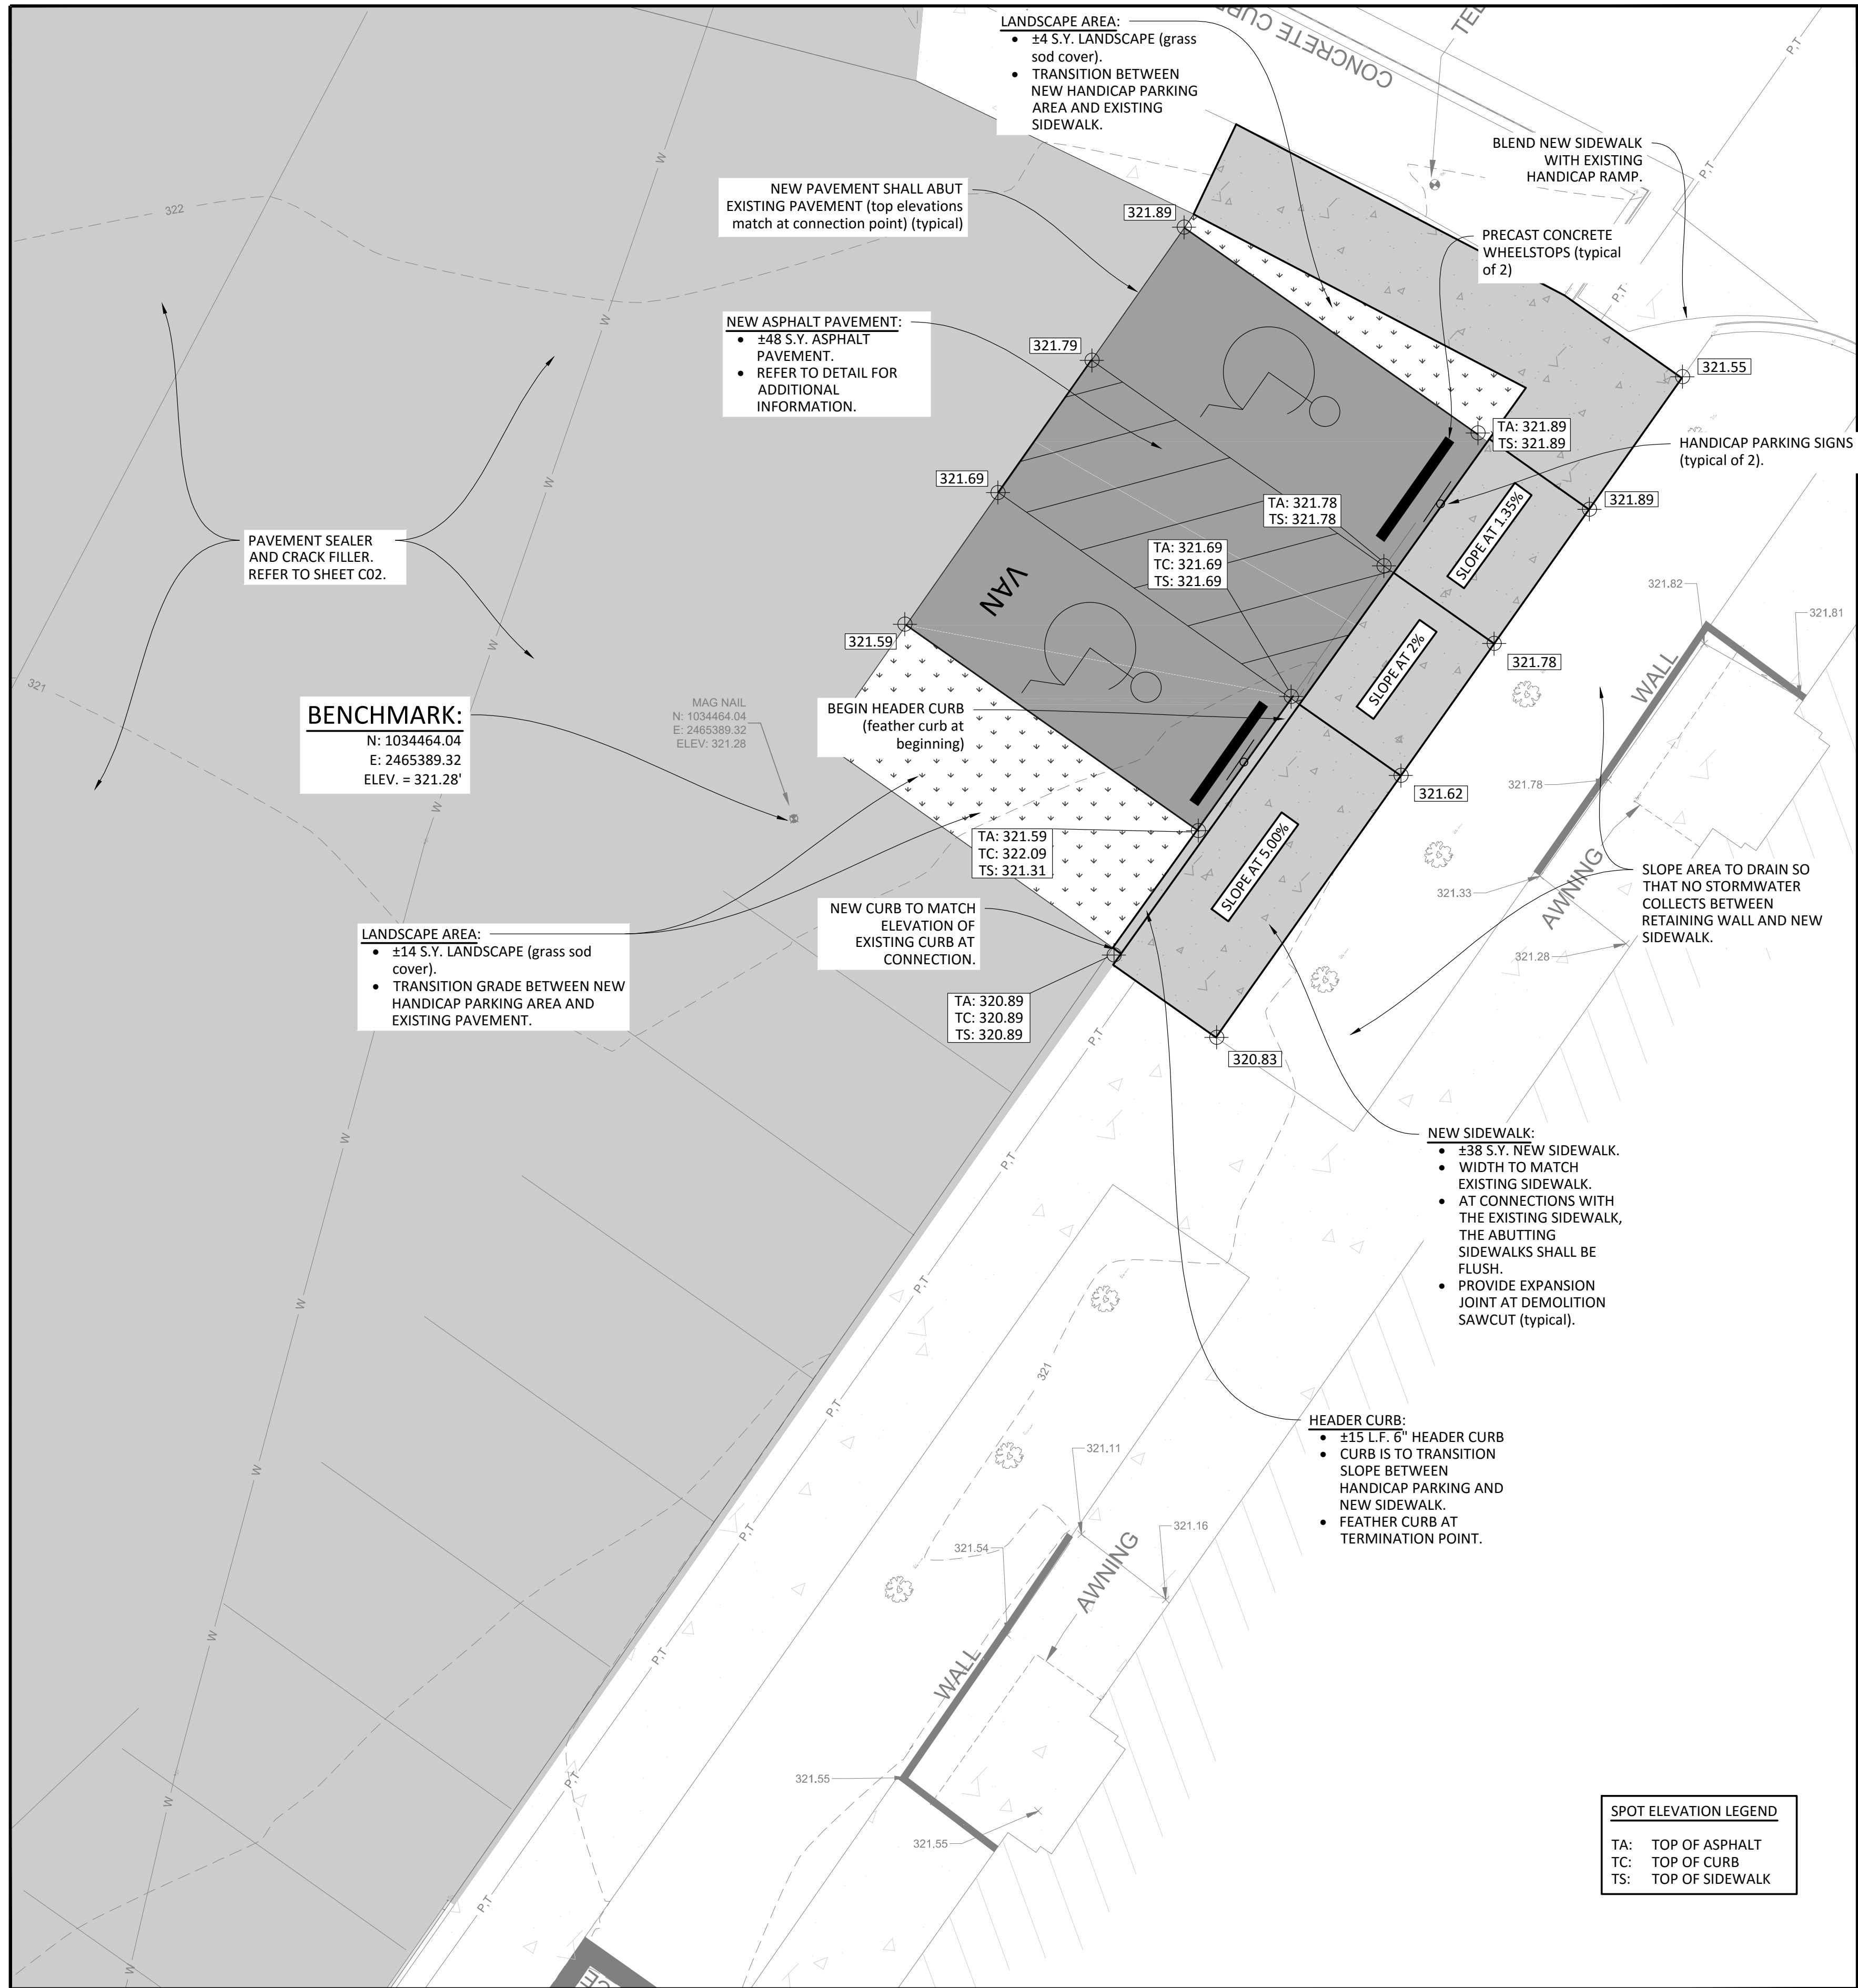 LANDSCAPE AREA:
• ±4 S.Y. LANDSCAPE (grass
sod cover).
• TRANSITION BETWEEN
NEW HANDICAP PARKING
AREA AND EXISTING
SIDEWALK.
CONCRETE CURB
TEL
P,T
BLEND NEW SIDEWALK
WITH EXISTING
HANDICAP RAMP.
P,T
W
NEW PAVEMENT SHALL ABUT
EXISTING PAVEMENT (top elevations
match at connection point) (typical)
322
321.89
PRECAST CONCRETE
WHEELSTOPS (typical
of 2)
P,T
W
NEW ASPHALT PAVEMENT:
• ±48 S.Y. ASPHALT
PAVEMENT.
• REFER TO DETAIL FOR
ADDITIONAL
INFORMATION.
321.79
321.55
TA: 321.89
TS: 321.89
HANDICAP PARKING SIGNS
(typical of 2).
321.69
W
TA: 321.78
TS: 321.78
321.89
SLOPE AT 1.35%
PAVEMENT SEALER
AND CRACK FILLER.
REFER TO SHEET C02.
TA: 321.69
TC: 321.69
TS: 321.69
VAN
321.82
321.81
321.59
W
SLOPE AT 2%
321.78
WALL
321
BENCHMARK:
N: 1034464.04
E: 2465389.32
ELEV. = 321.28'
MAG NAIL
N: 1034464.04
E: 2465389.32
ELEV: 321.28
BEGIN HEADER CURB
(feather curb at
beginning)
321.62
321.78
W
TA: 321.59
TC: 322.09
TS: 321.31
SLOPE AT 5.00%
AWNING
321.33
SLOPE AREA TO DRAIN SO
THAT NO STORMWATER
COLLECTS BETWEEN
RETAINING WALL AND NEW
SIDEWALK.
NEW CURB TO MATCH
ELEVATION OF
EXISTING CURB AT
CONNECTION.
321.28
LANDSCAPE AREA:
• ±14 S.Y. LANDSCAPE (grass sod
cover).
• TRANSITION GRADE BETWEEN NEW
HANDICAP PARKING AREA AND
EXISTING PAVEMENT.
W
TA: 320.89
TC: 320.89
TS: 320.89
P,T
320.83
W
P,T
NEW SIDEWALK:
• ±38 S.Y. NEW SIDEWALK.
• WIDTH TO MATCH
EXISTING SIDEWALK.
• AT CONNECTIONS WITH
THE EXISTING SIDEWALK,
THE ABUTTING
SIDEWALKS SHALL BE
FLUSH.
• PROVIDE EXPANSION
JOINT AT DEMOLITION
SAWCUT (typical).
P,T
W
321
P,T
HEADER CURB:
• ±15 L.F. 6" HEADER CURB
• CURB IS TO TRANSITION
SLOPE BETWEEN
HANDICAP PARKING AND
NEW SIDEWALK.
• FEATHER CURB AT
TERMINATION POINT.
321.11
W
P,T
321.16
321.54
AWNING
W
P,T
WALL
321.55
P,T
W
321.55
SPOT ELEVATION LEGEND
TA: TOP OF ASPHALT
TC: TOP OF CURB
TS: TOP OF SIDEWALK
P,T
W